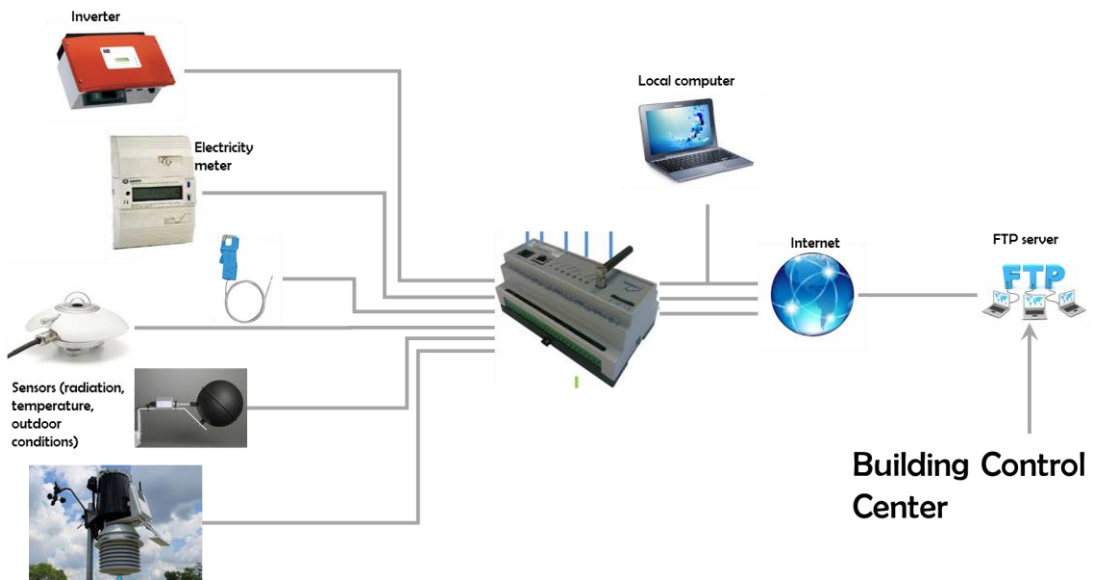 Inverter
Electricity
meter
Local computer
Internet
FTP server
FTP
Sensors (radiation,
temperature,
outdoor
conditions)
Building Control
Center